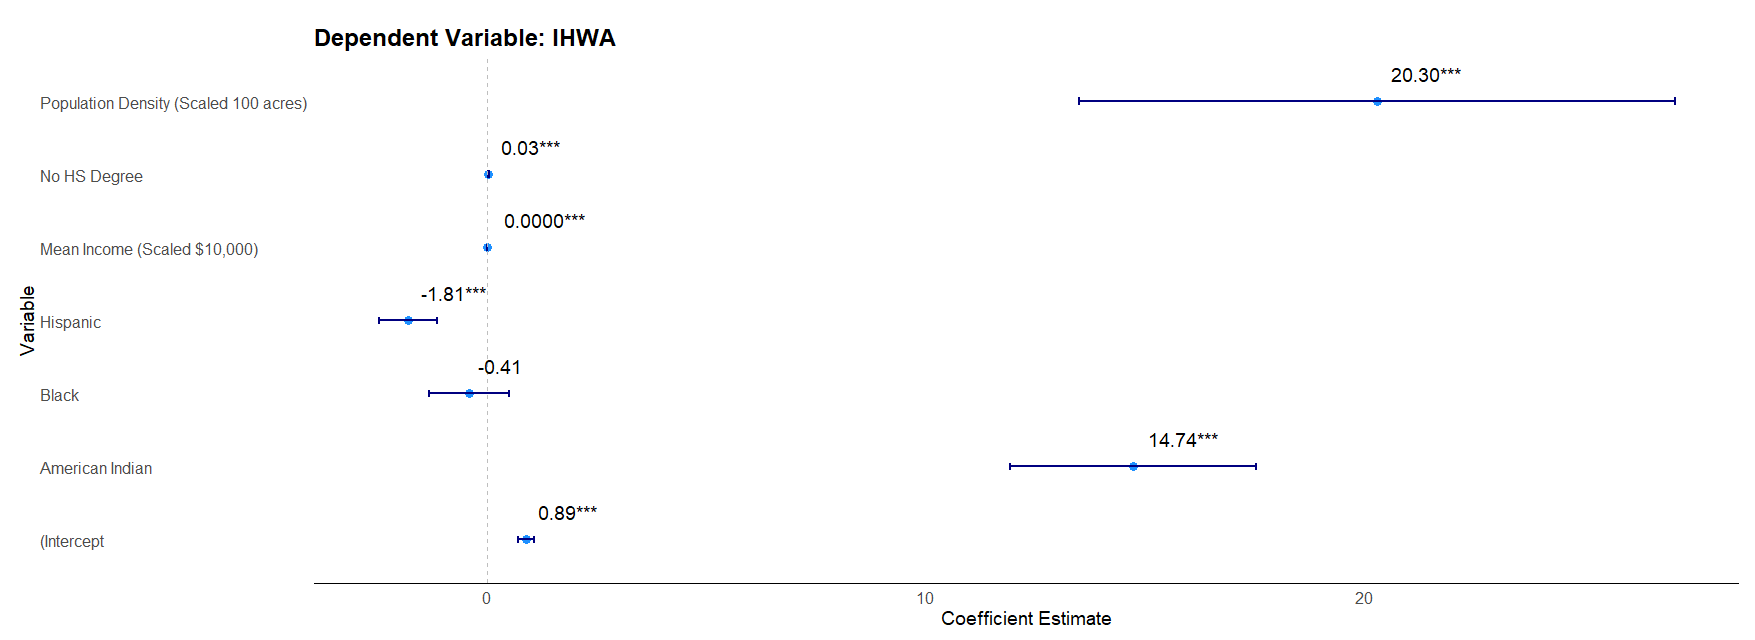 Dependent Variable: IHWA
20.30***
Population Density (Scaled 100 acres)
0.03***
No HS Degree
0.0000***
Mean Income (Scaled $10,000)
-1.81***
Hispanic
Variable
-0.41
Black
14.74***
American Indian
0.89***
(Intercept
0 10 20
Coefficient Estimate